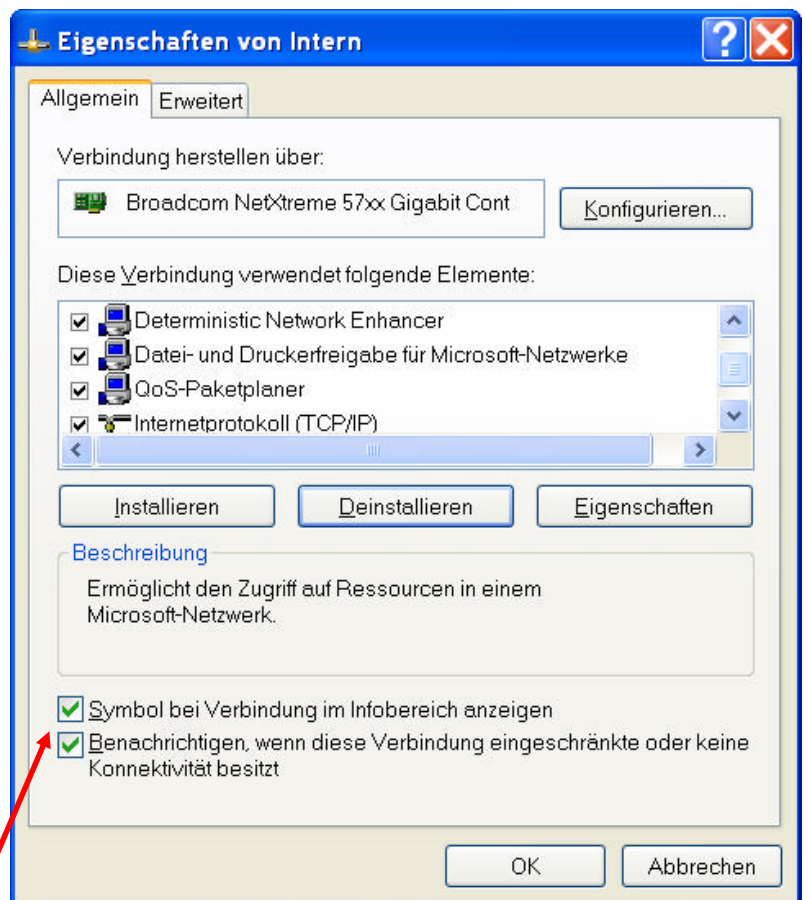 Eigenschaften von Intern
?
Allgemein
Erweitert
Verbindung herstellen über:
Broadcom NetXtreme 57xx Gigabit Cont
Konfigurieren...
Diese Verbindung verwendet folgende Elemente:
Deterministic Network Enhancer
Datei- und Druckerfreigabe für Microsoft-Netzwerke
QoS-Paketplaner
Internetprotokoll (TCP/IP)
Installieren
Deinstallieren
Eigenschaften
Beschreibung
Ermöglicht den Zugriff auf Ressourcen in einem
Microsoft-Netzwerk.
Symbol bei Verbindung im Infobereich anzeigen
Benachrichtigen, wenn diese Verbindung eingeschränkte oder keine
Konnektivität besitzt
OK
Abbrechen